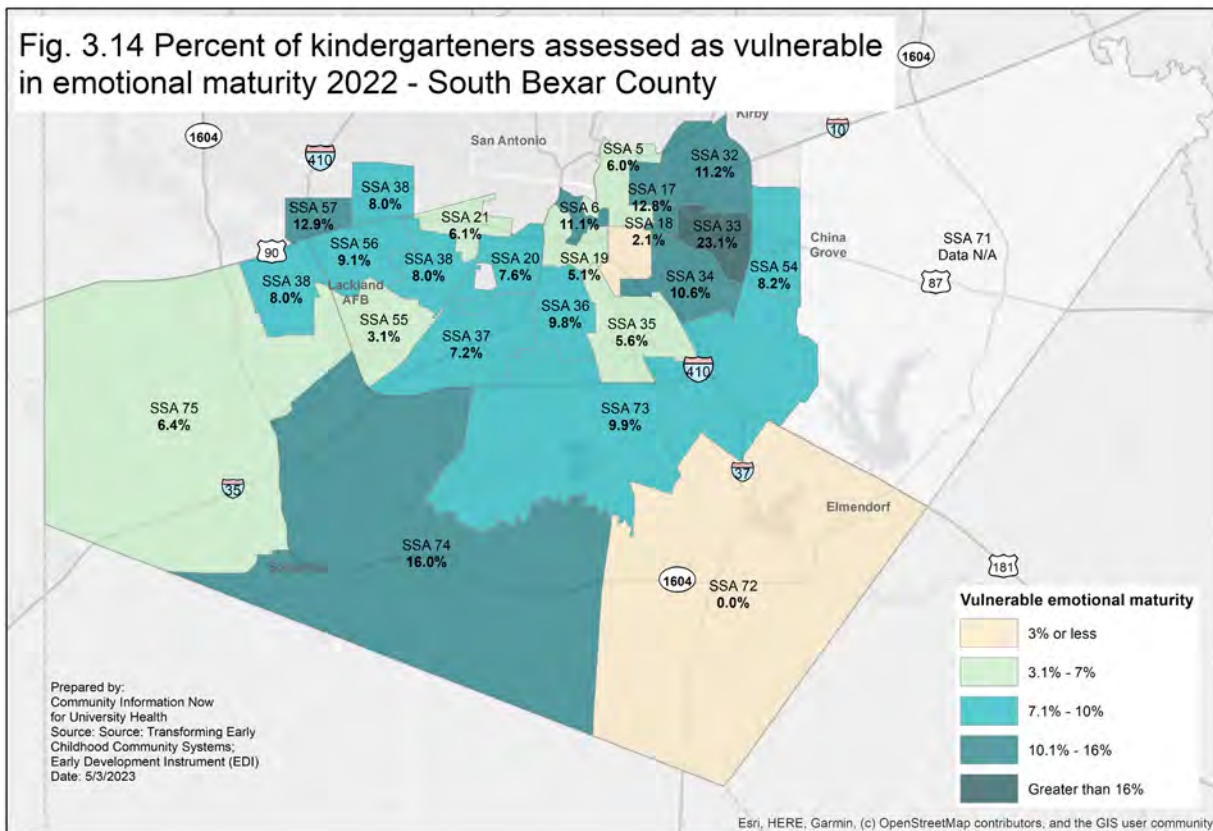 Fig. 3.14 Percent of kindergarteners assessed as vulnerable
in emotional maturity 2022 - South Bexar County
1604
Kirby
1604
10
410
San Antonio
SSA 5
6.0%
SSA 32
11.2%
SSA 38
8.0%
SSA 17
12.8%
SSA 57
12.9%
SSA 6
11.1%
SSA 21
6.1%
SSA 18
2.1%
SSA 33
23.1%
China
Grove
SSA 71
Data N/A
90
SSA 56
9.1%
SSA 38
8.0%
SSA 20
7.6%
SSA 19
5.1%
SSA 34
10.6%
SSA 54
8.2%
87
SSA 38
8.0%
Lackland
AFB
SSA 55
3.1%
SSA 36
9.8%
SSA 35
5.6%
SSA 37
7.2%
410
SSA 75
6.4%
SSA 73
9.9%
37
35
Elmendorf
SSA 74
16.0%
181
1604
SSA 72
0.0%
Vulnerable emotional maturity
3% or less
3.1% - 7%
7.1% - 10%
10.1% - 16%
Greater than 16%
Prepared by:
Community Information Now
for University Health
Source: Source: Transforming Early
Childhood Community Systems;
Early Development Instrument (EDI)
Date: 5/3/2023
Esri, HERE, Garmin, (c) OpenStreetMap contributors, and the GIS user community